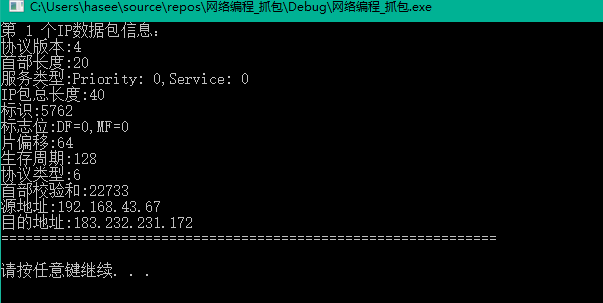 C:\Users\hasee\source\repos\网络编程_抓包\Debug\网络编程_抓包.exe
第 1 个IP数据包信息:
协议版本:4
首部长度:20
服务类型:Priority: 0,Service: 0
IP包总长度:40
标识:5762
标志位:DF=0,MF=0
片偏移:64
生存周期:128
协议类型:6
首部校验和:22733
源地址:192.168.43.67
目的地址:183.232.231.172
==============================================================
请按任意键继续. . .